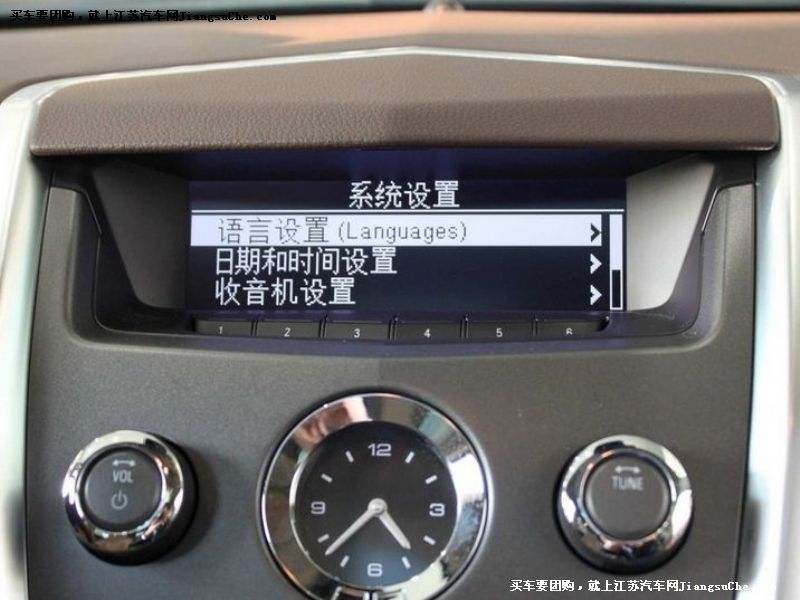 买车要团购，就上江苏汽车网JiangsuChe.com
系统设置
语言设置 (Languages)
日期和时间设置
收音机设置
1 2 3 4 5 6
VOL
TUNE
12
9 3
6
买车要团购，就上江苏汽车网JiangsuChe.com